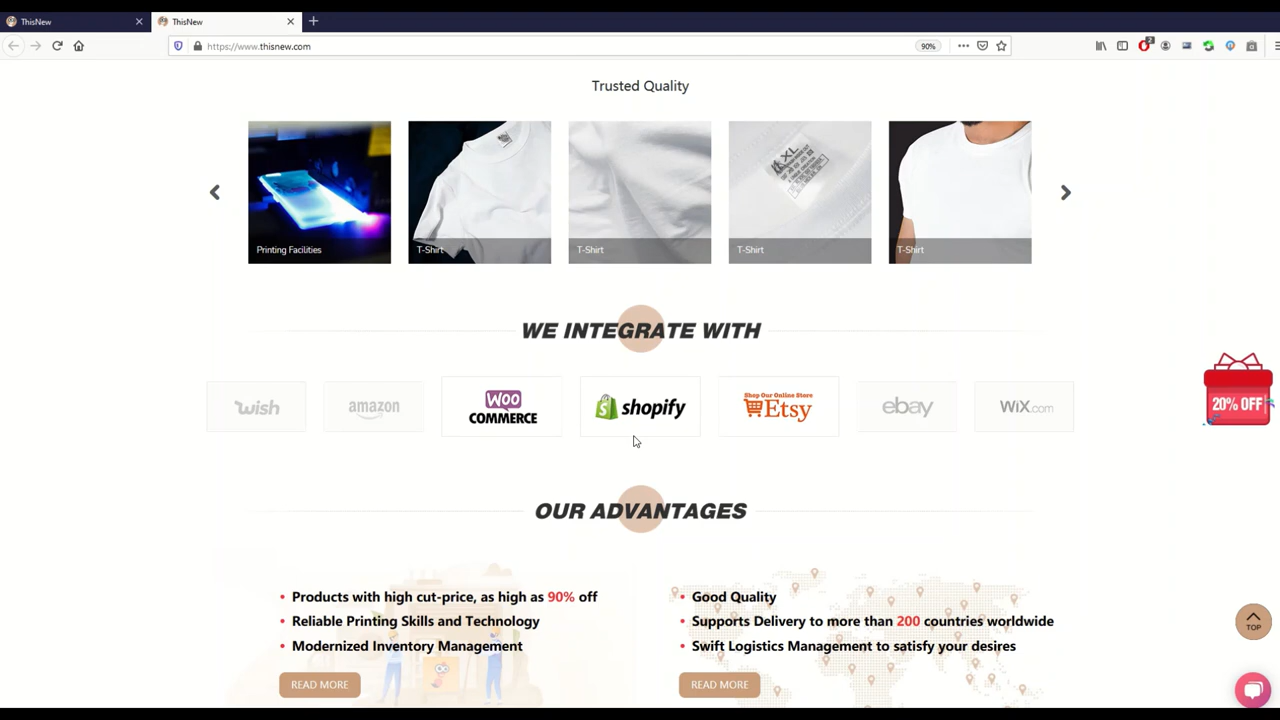 ThisNew
ThisNew
https://www.thisnew.com
90%
2
Trusted Quality
Printing Facilities
T-Shirt
T-Shirt
XL
T-Shirt
T-Shirt
WE INTEGRATE WITH
wish
amazon
WOO
COMMERCE
shopify
Shop Our Online Store
Etsy
ebay
WiX.com
20% OFF
OUR ADVANTAGES
• Products with high cut-price, as high as 90% off
• Reliable Printing Skills and Technology
• Modernized Inventory Management
READ MORE
• Good Quality
• Supports Delivery to more than 200 countries worldwide
• Swift Logistics Management to satisfy your desires
READ MORE
TOP